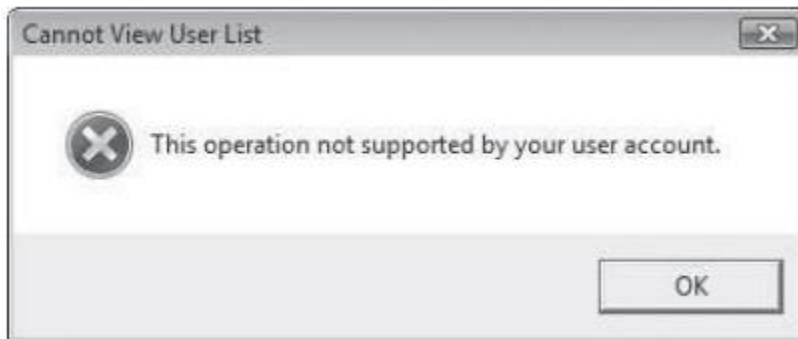 Cannot View User List
This operation not supported by your user account.
OK